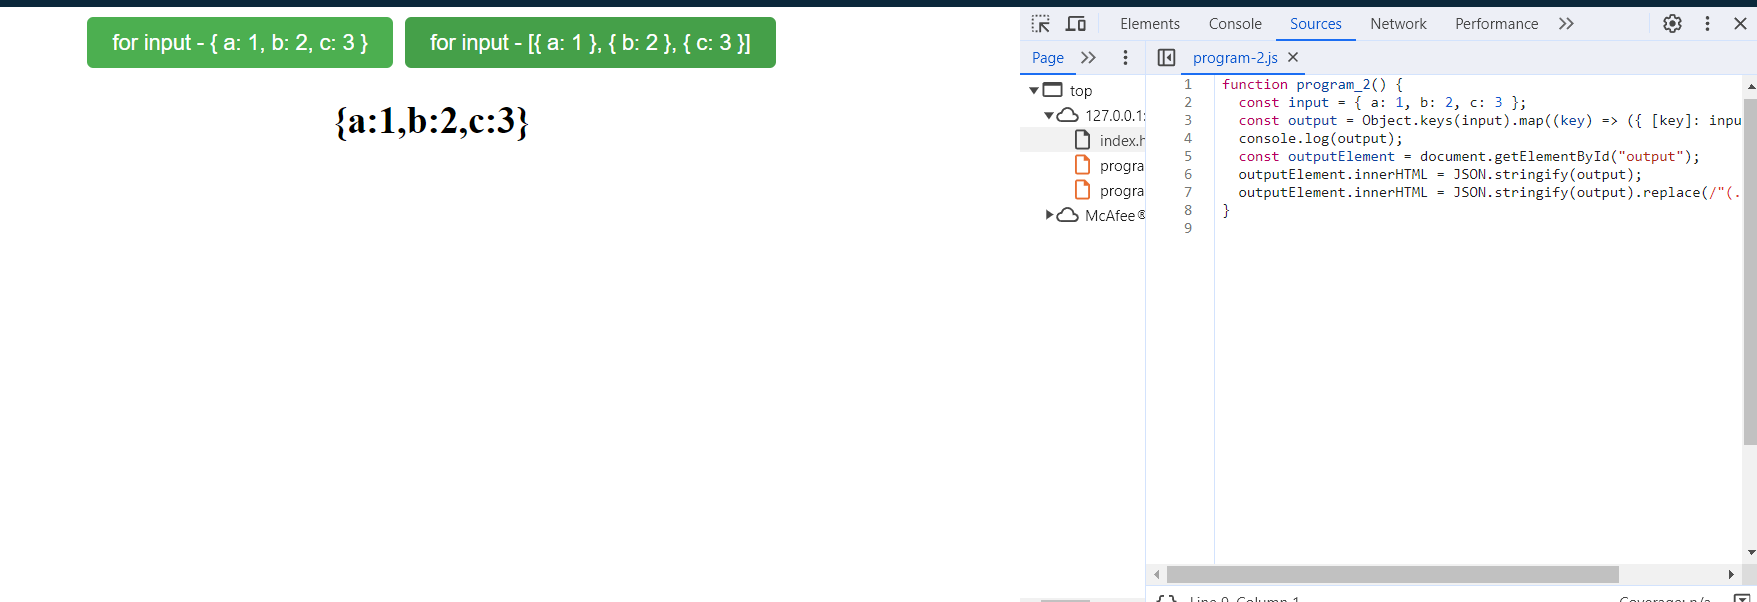 for input - { a: 1, b: 2, c: 3 }
for input - [{ a: 1 }, { b: 2 }, { c: 3 }]
{a:1,b:2,c:3}
Elements Console Sources Network Performance
Page
program-2.js
top
127.0.0.1:
index.h
progra
progra
McAfee®
1 function program_2() {
2 const input = { a: 1, b: 2, c: 3 };
3 const output = Object.keys(input).map((key) => ({ [key]: inpu
4 console.log(output);
5 const outputElement = document.getElementById("output");
6 outputElement.innerHTML = JSON.stringify(output);
7 outputElement.innerHTML = JSON.stringify(output).replace(/"(.
8 }
9
{} Line 9, Column 1
Coverage: n/a